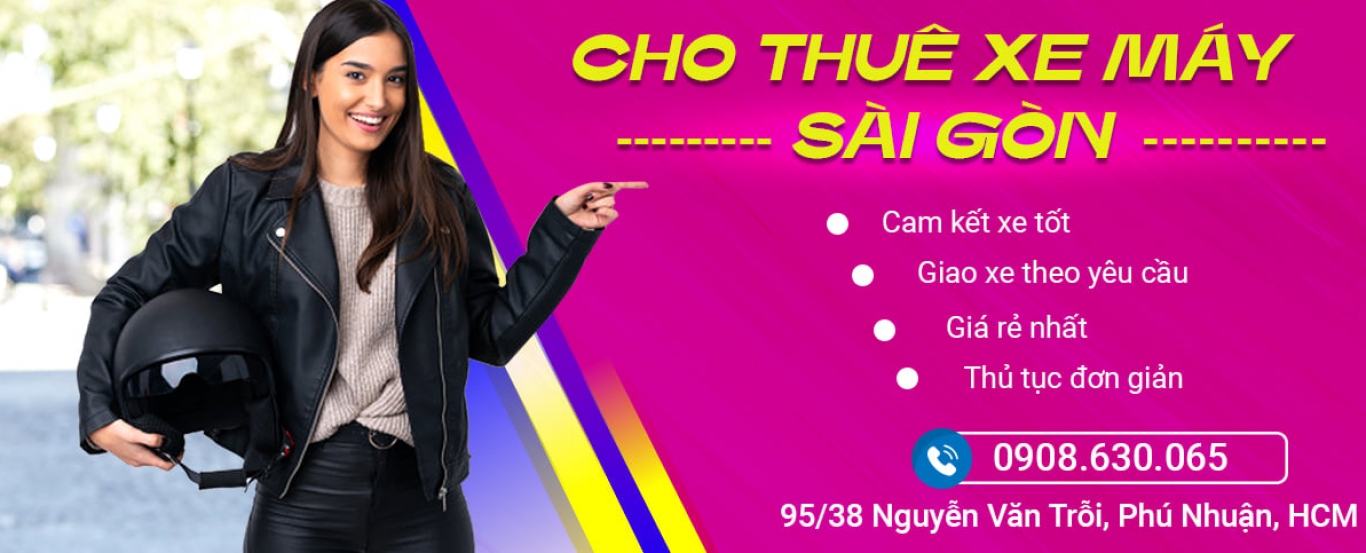 CHO THUÊ XE MÁY
--------- SÀI GÒN ----------
Cam kết xe tốt
Giao xe theo yêu cầu
Giá rẻ nhất
Thủ tục đơn giản
0908.630.065
95/38 Nguyễn Văn Trỗi, Phú Nhuận, HCM